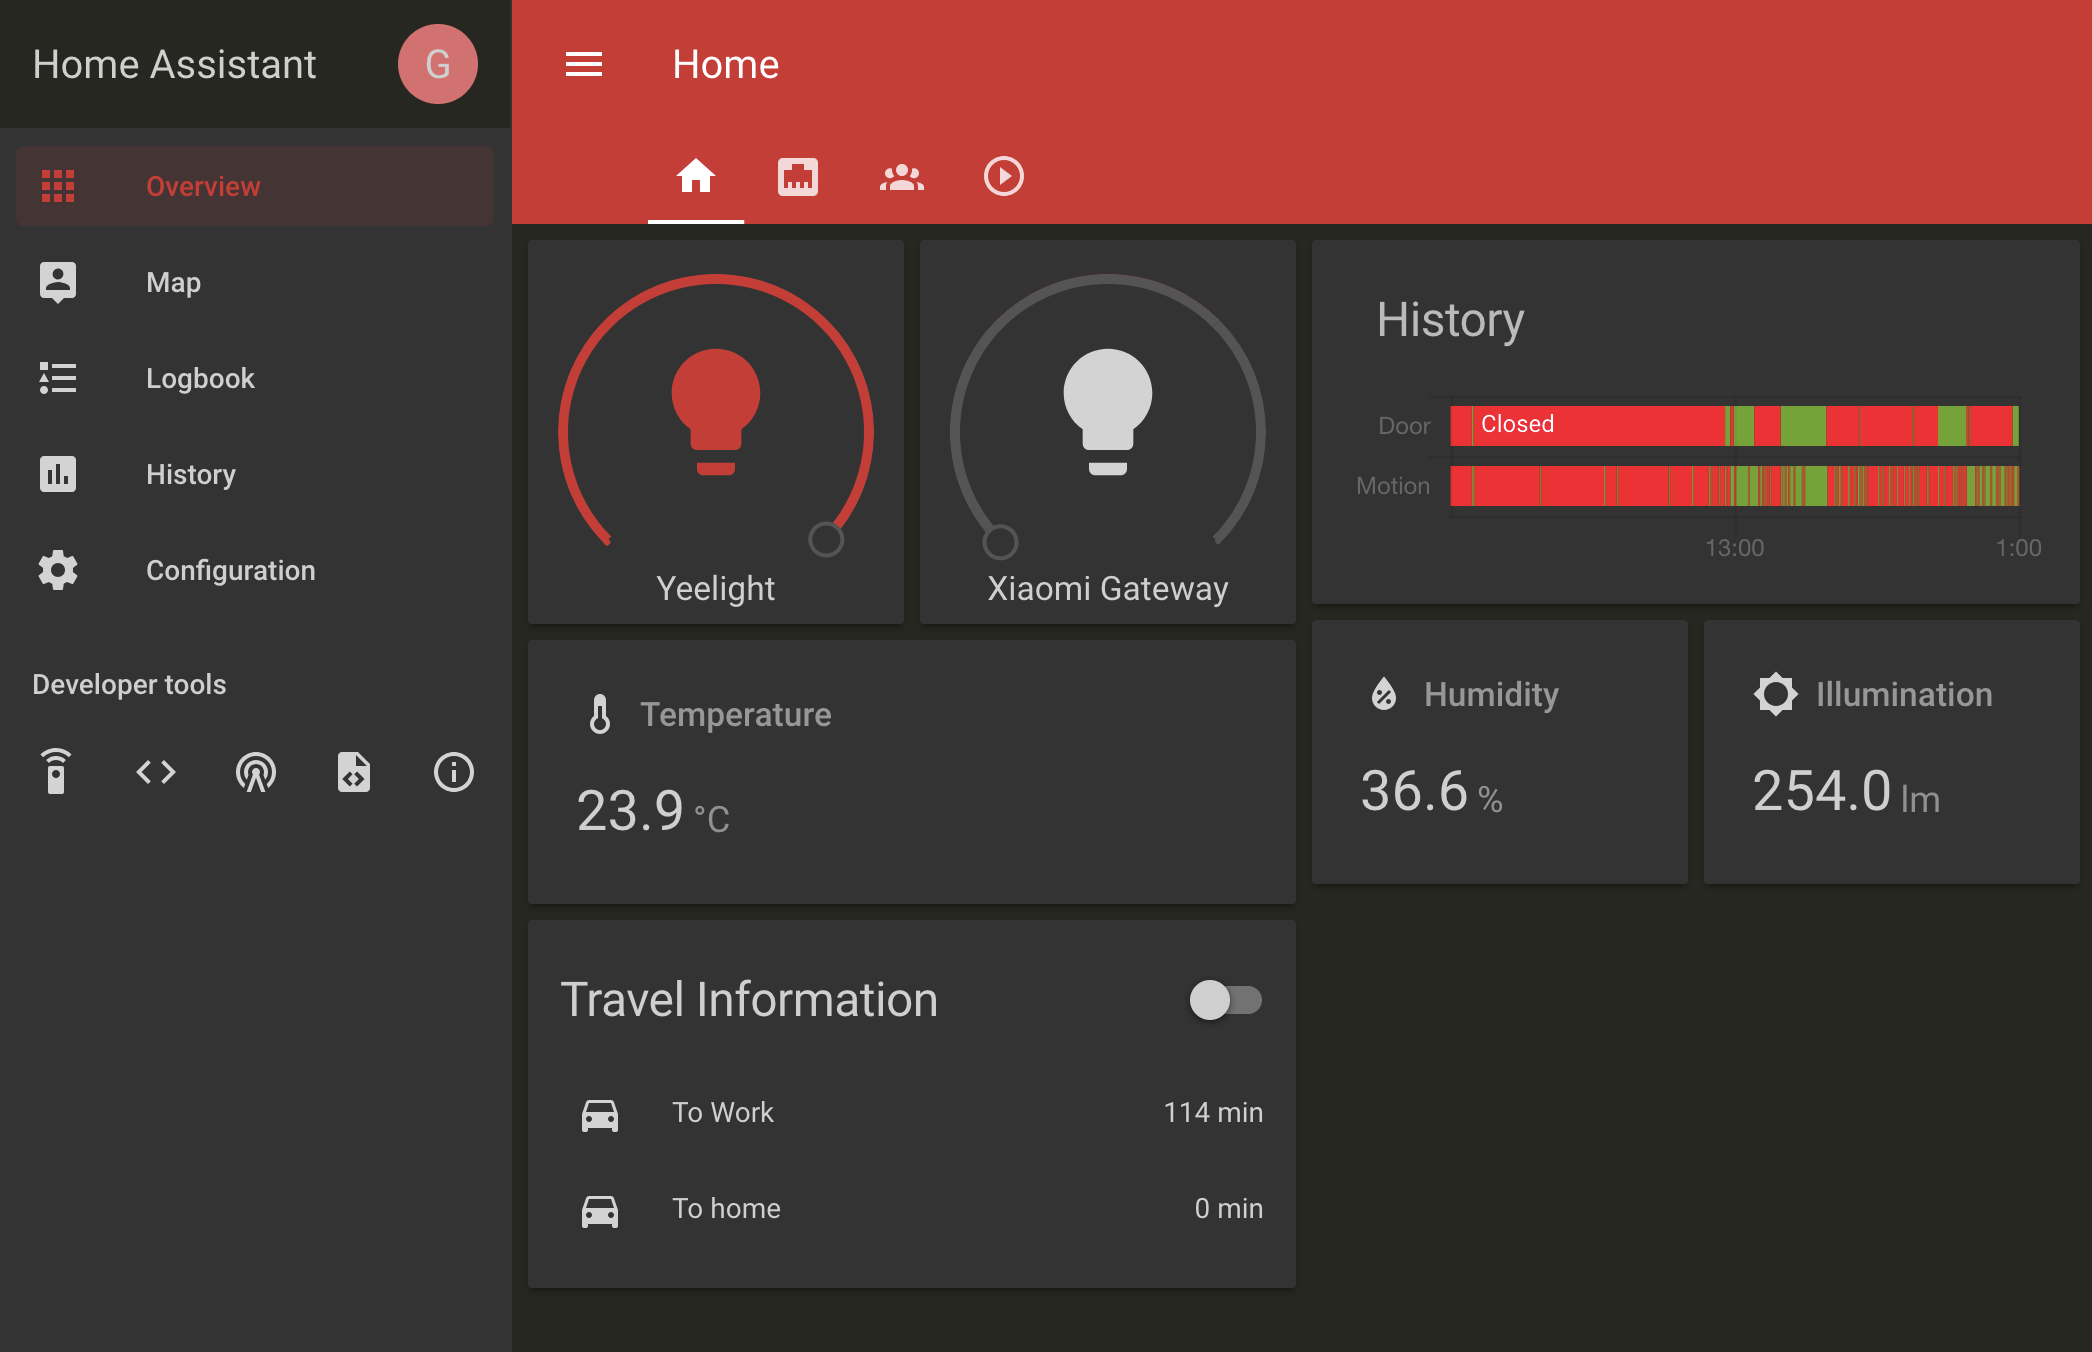 Home Assistant
G
Home
Overview
Map
Logbook
History
Configuration
Developer tools
Yeelight
Xiaomi Gateway
History
Door
Closed
Motion
13:00
1:00
Temperature
23.9 °C
Humidity
36.6 %
Illumination
254.0 lm
Travel Information
To Work
114 min
To home
0 min